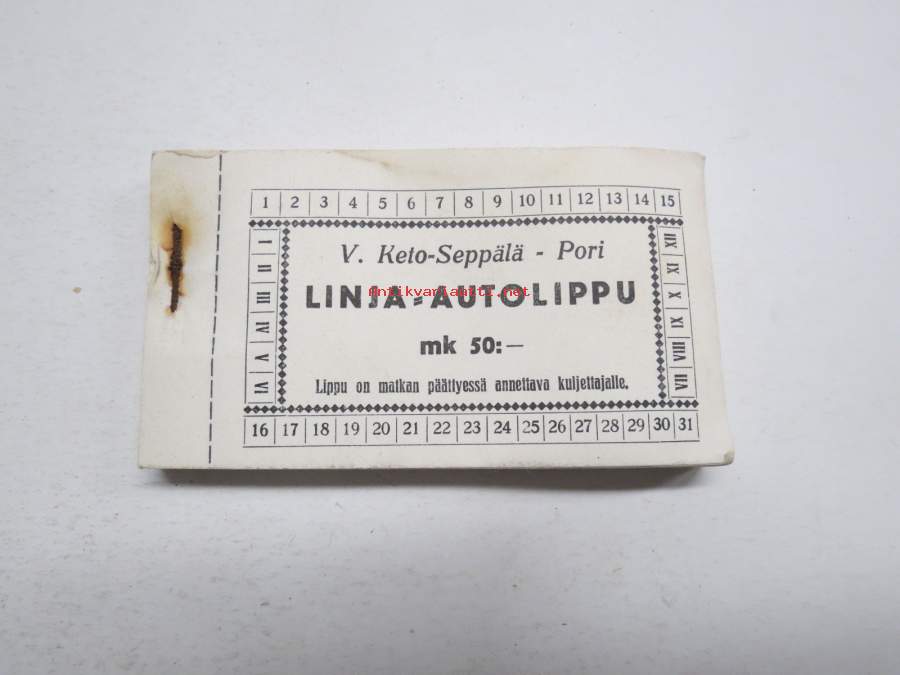 1 2 3 4 5 6 7 8 9 10 11 12 13 14 15
I II III IV V VI
V. Keto-Seppälä - Pori
LINJA-AUTOLIPPU
Antikvariaatti.net
mk 50:—
Lippu on matkan päättyessä annettava kuljettajalle.
XII IX X XI VIII VII
16 17 18 19 20 21 22 23 24 25 26 27 28 29 30 31